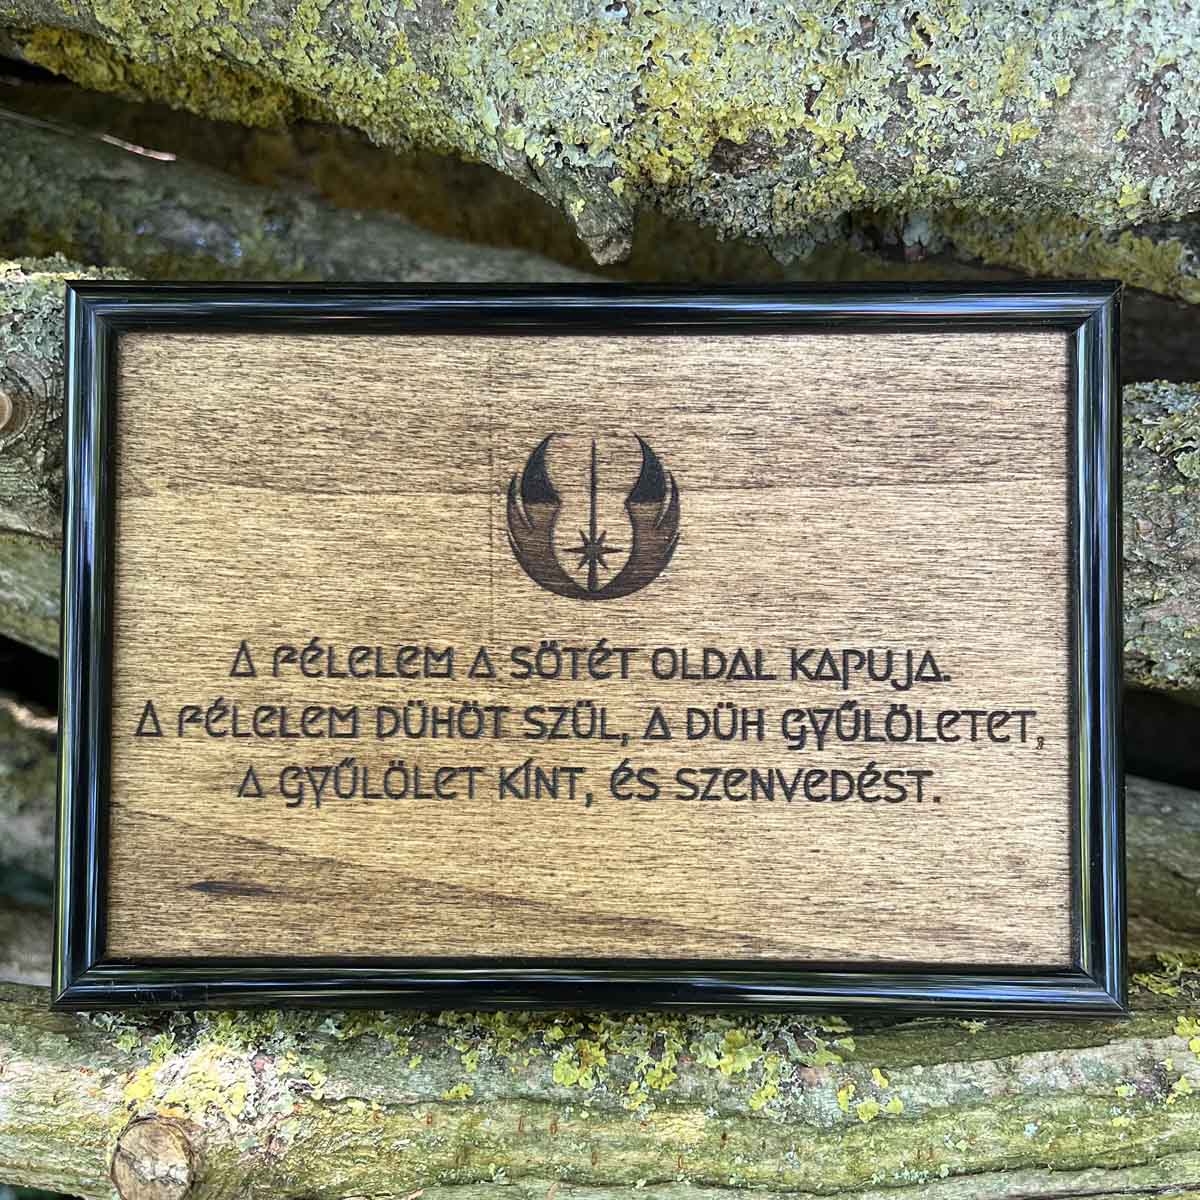 A FÉLELEM A SÖTÉT OLDAL KAPUJA.
A FÉLELEM DÜHÖT SZÜL, A DÜH GYŰLÖLETET,
A GYŰLÖLET KÍNT, ÉS SZENVEDÉST.